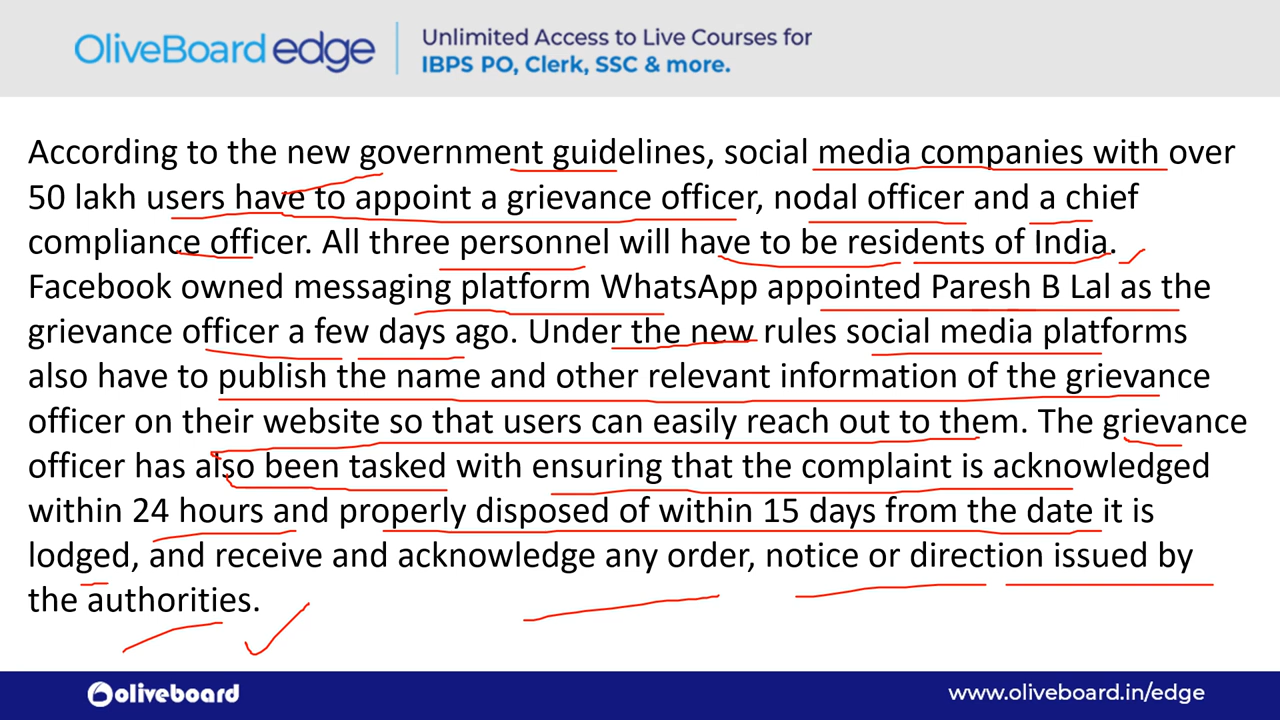 OliveBoard edge
Unlimited Access to Live Courses for
IBPS PO, Clerk, SSC & more.
According to the new government guidelines, social media companies with over
50 lakh users have to appoint a grievance officer, nodal officer and a chief
compliance officer. All three personnel will have to be residents of India.
Facebook owned messaging platform WhatsApp appointed Paresh B Lal as the
grievance officer a few days ago. Under the new rules social media platforms
also have to publish the name and other relevant information of the grievance
officer on their website so that users can easily reach out to them. The grievance
officer has also been tasked with ensuring that the complaint is acknowledged
within 24 hours and properly disposed of within 15 days from the date it is
lodged, and receive and acknowledge any order, notice or direction issued by
the authorities.
oliveboard
www.oliveboard.in/edge